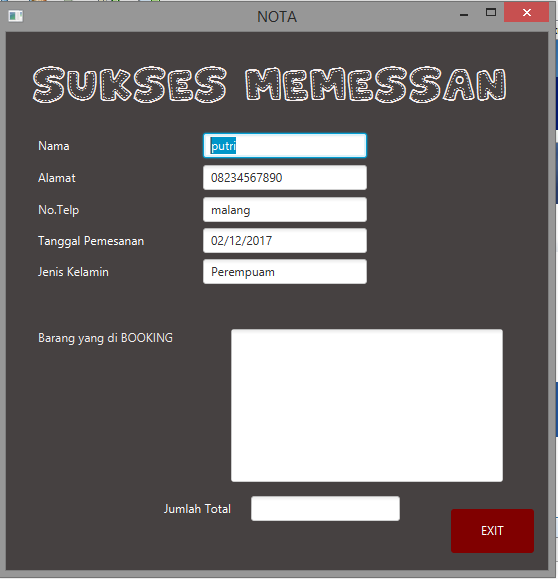 NOTA
SUKSES MEMESSAN
Nama putri
Alamat 08234567890
No.Telp malang
Tanggal Pemesanan 02/12/2017
Jenis Kelamin Perempuam
Barang yang di BOOKING
Jumlah Total
EXIT